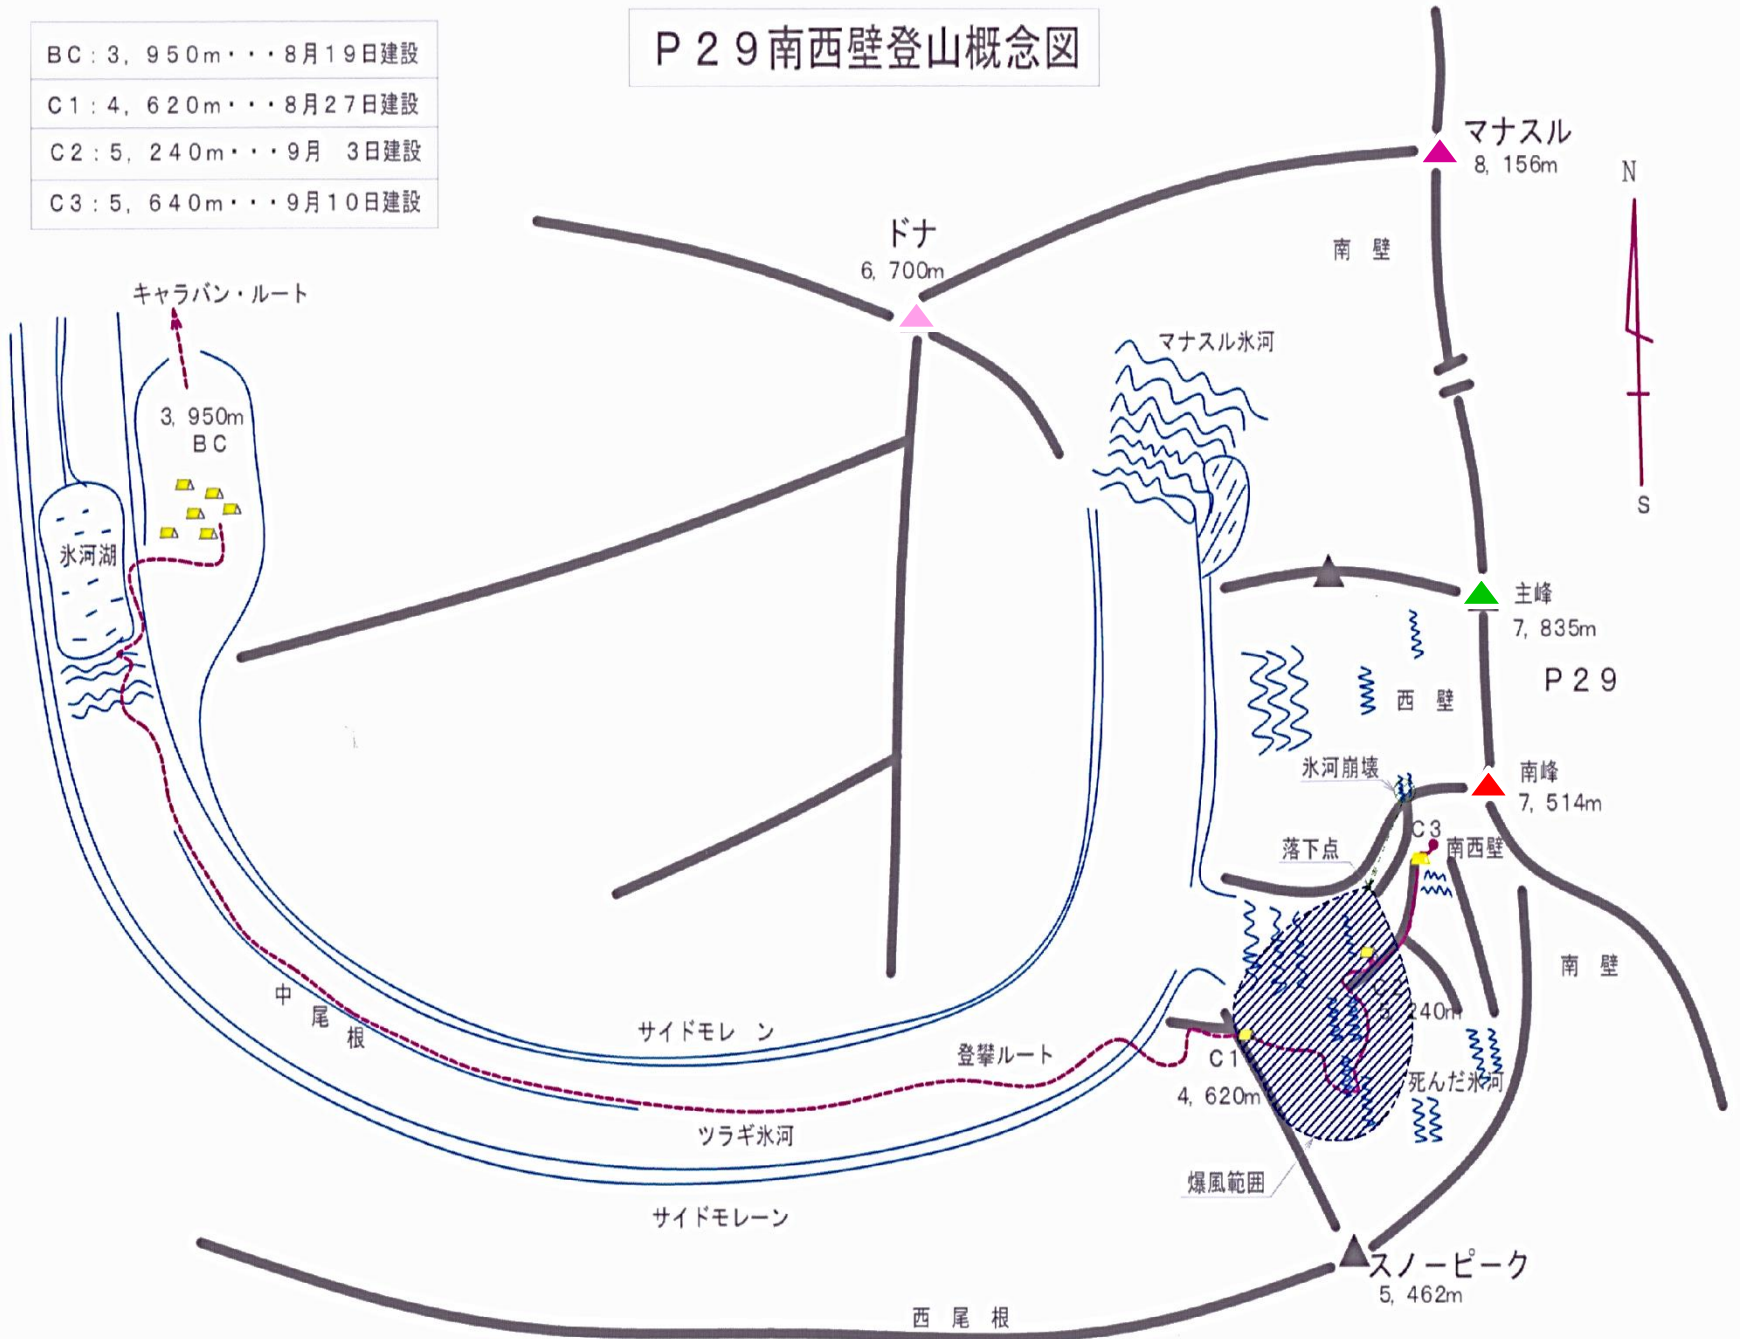 P29南西壁登山概念図
BC:3,950m・・・8月19日建設
C1:4,620m・・・8月27日建設
C2:5,240m・・・9月 3日建設
C3:5,640m・・・9月10日建設
マナスル
8,156m
N
S
ドナ
6,700m
南 壁
キャラバン・ルート
マナスル氷河
3,950m
BC
氷河湖
主峰
7,835m
P29
西 壁
氷河崩壊
南峰
7,514m
C3
落下点
南西壁
南 壁
中尾根
サイドモレーン
登攀ルート
C1
4,620m
240m
死んだ氷河
ツラギ氷河
爆風範囲
サイドモレーン
スノーピーク
5,462m
西尾根